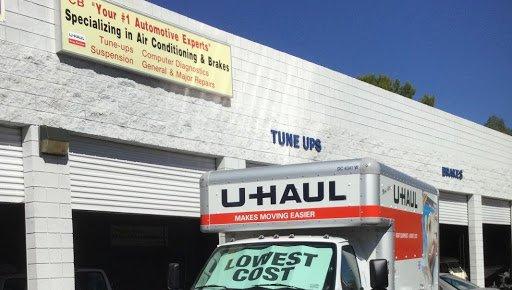 CB "Your #1 Automotive Experts"
Specializing in Air Conditioning & Brakes
U-HAUL
Tune-ups Computer Diagnostics
Suspension General & Major Repairs
TUNE UPS
BRAKES
U-HAUL
MAKES MOVING EASIER
U-HAUL
LOWEST
COST